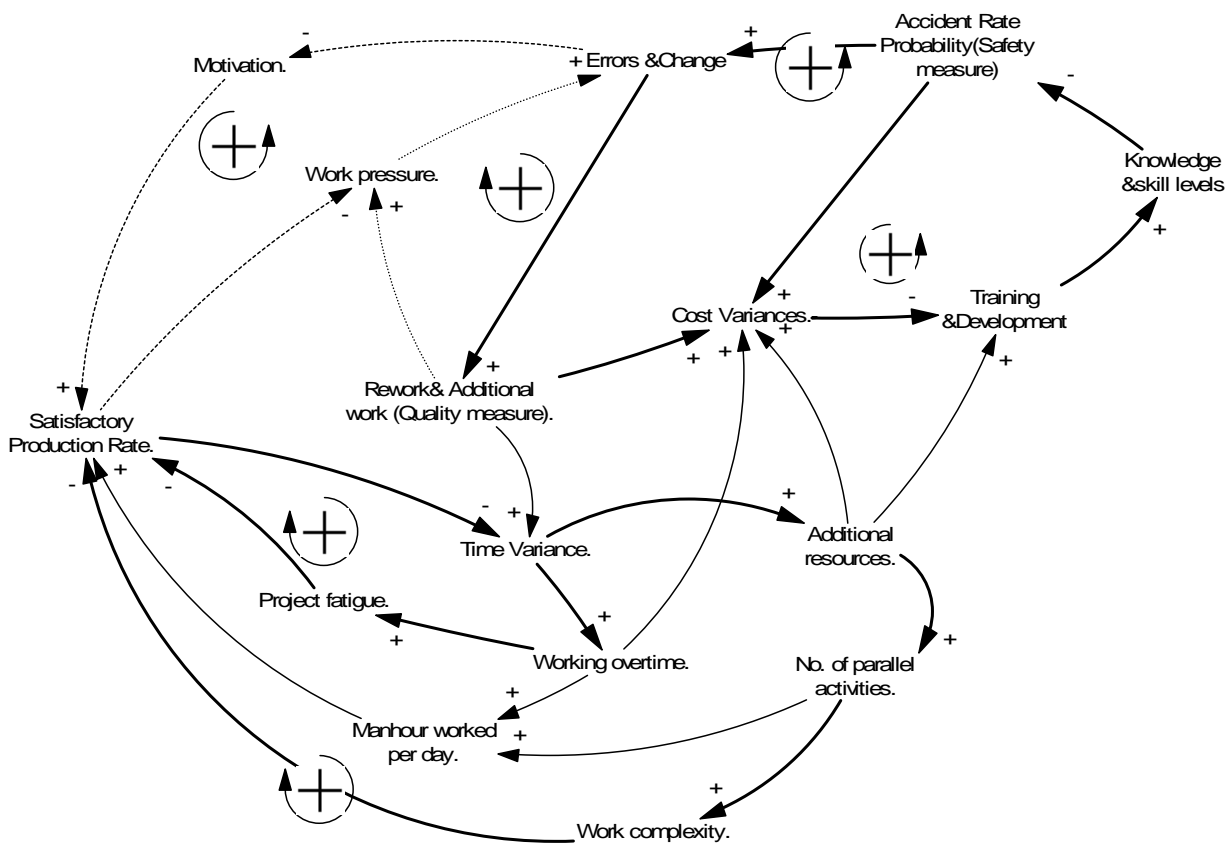 Accident Rate
Probability(Safety
measure)
Errors &Change
Motivation.
Work pressure.
Knowledge
&skill levels
Training
&Development
Cost Variances.
Rework& Additional
work (Quality measure).
Satisfactory
Production Rate.
Time Variance.
Additional
resources.
Project fatigue.
Working overtime.
No. of parallel
activities.
Manhour worked
per day.
Work complexity.